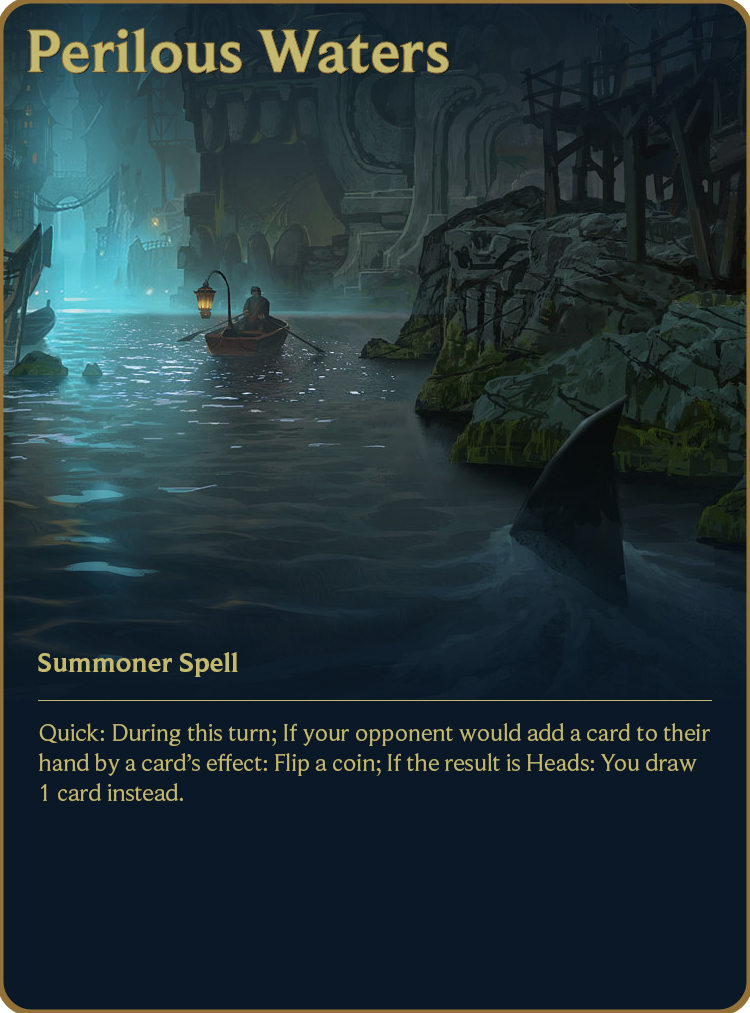 Perilous Waters
Summoner Spell
Quick: During this turn; If your opponent would add a card to their
hand by a card’s effect: Flip a coin; If the result is Heads: You draw
1 card instead.